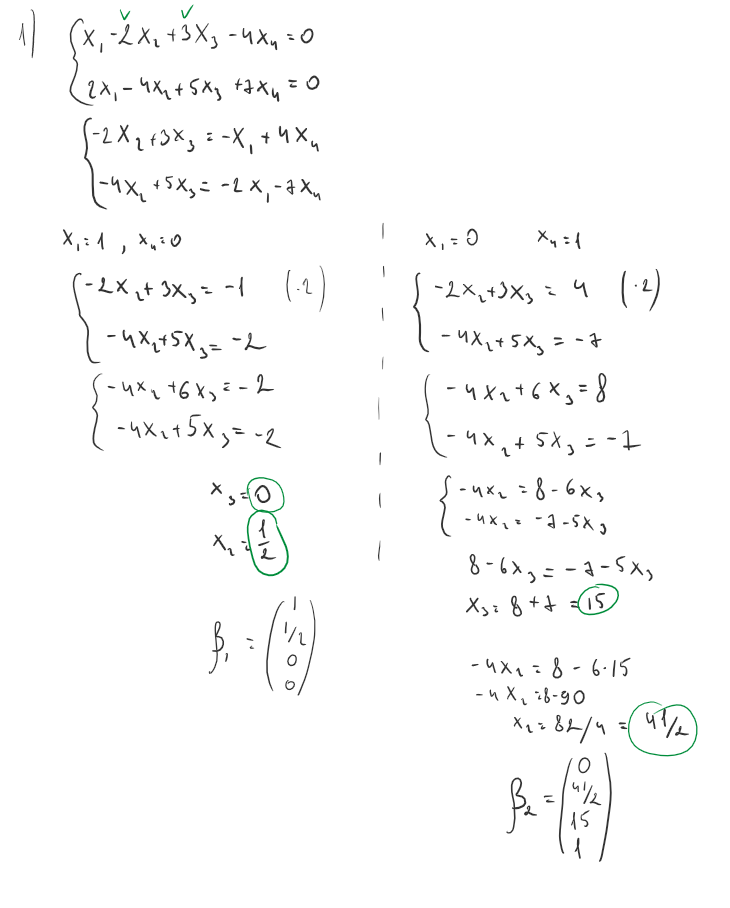 1)
x₁ -2x₂ +3x₃ -4x₄ = 0
2x₁ - 4x₂ + 5x₃ +7x₄ = 0
-2x₂ +3x₃ = -x₁ + 4x₄
-4x₂ +5x₃ = -2x₁ -7x₄
x₁ = 1 , x₄ = 0
-2x₂ + 3x₃ = -1 (·2)
-4x₂ +5x₃ = -2
-4x₂ +6x₃ = -2
-4x₂ + 5x₃ = -2
x₃ = 0
x₂ = 1/2
β₁ = (1
1/2
0
0)
x₁ = 0 x₄ = 1
-2x₂+3x₃ = 4 (·2)
-4x₂+5x₃ = -7
-4x₂+6x₃ = 8
-4x₂ + 5x₃ = -7
-4x₂ = 8-6x₃
-4x₂ = -7-5x₃
8-6x₃ = -7-5x₃
x₃ = 8+7 = 15
-4x₂ = 8 - 6·15
-4x₂ = 8-90
x₂ = 82/4 = 41/2
β₂ = (0
41/2
15
1)